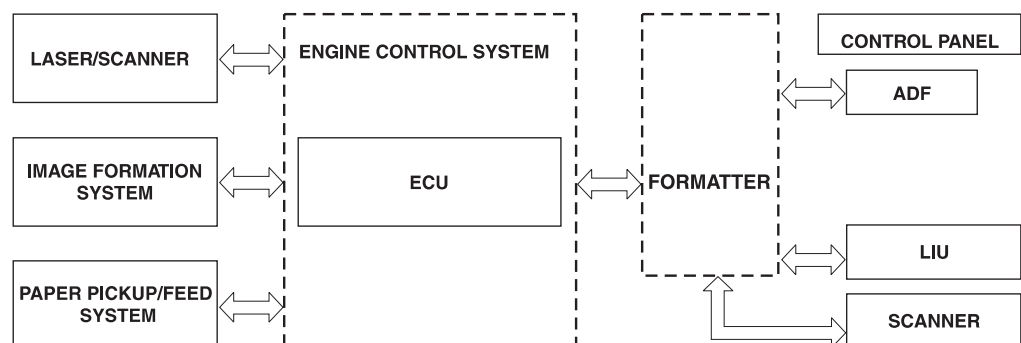 LASER/SCANNER
ENGINE CONTROL SYSTEM
CONTROL PANEL
ADF
IMAGE FORMATION
SYSTEM
ECU
FORMATTER
LIU
PAPER PICKUP/FEED
SYSTEM
SCANNER